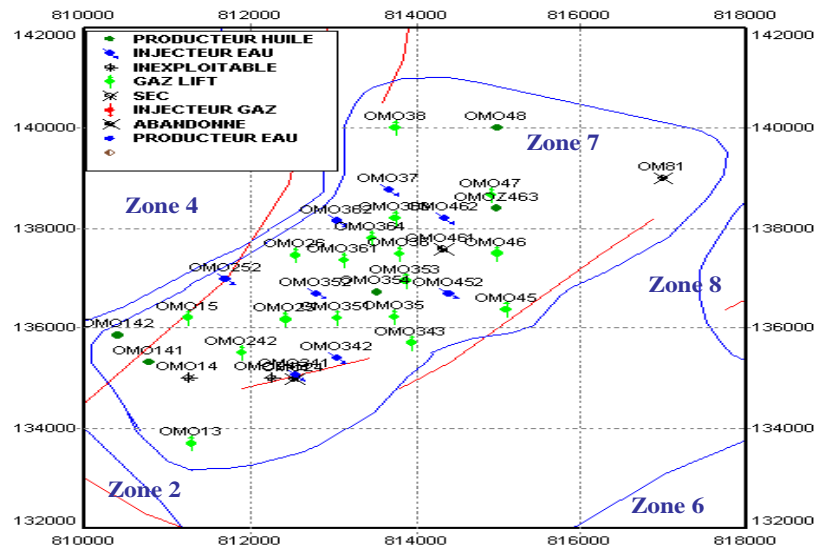 810000 812000 814000 816000 818000
142000 142000
PRODUCTEUR HUILE
INJECTEUR EAU
INEXPLOITABLE
GAZ LIFT
SEC
INJECTEUR GAZ
ABANDONNE
PRODUCTEUR EAU
OMO38 OMO48
140000 140000
Zone 7
OMO37 OM81
OMO47
OMOZ463
Zone 4
OMO362 OMO462
138000 138000
OMO364
OMO461
OMO26 OMO361 OMO46
OMO252 OMO353
Zone 8
OMO352 OMO452
OMO15 OMO351 OMO35 OMO45
136000 136000
OMO142
OMO343
OMO242 OMO342
OMO141
OMO14
134000 134000
OMO13
Zone 2
Zone 6
132000 132000
810000 812000 814000 816000 818000